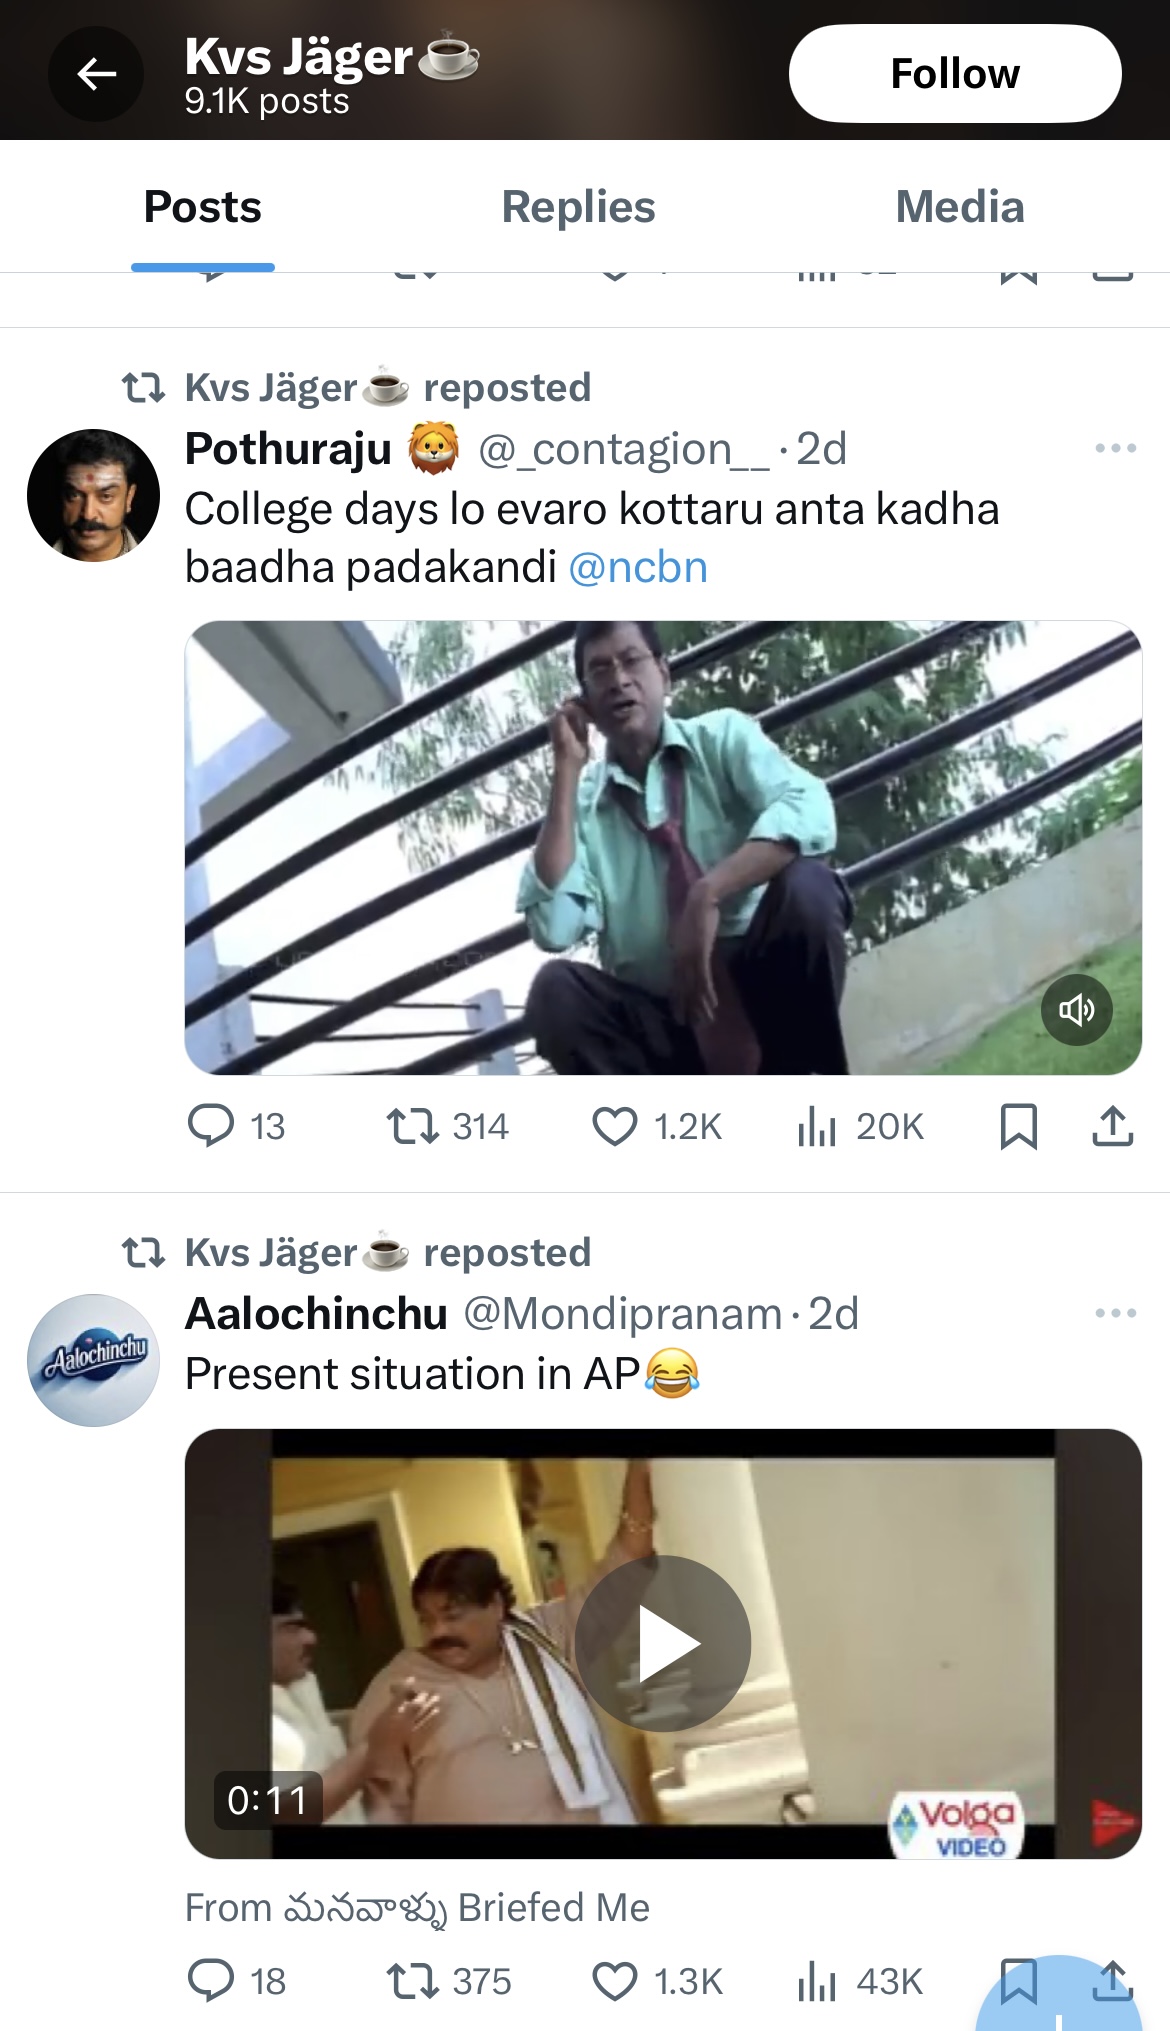 Kvs Jäger☕
9.1K posts
Follow
Posts
Replies
Media
Kvs Jäger☕ reposted
Pothuraju 🦁 @_contagion__ · 2d
College days lo evaro kottaru anta kadha
baadha padakandi @ncbn
13
314
1.2K
20K
Kvs Jäger☕ reposted
Aalochinchu @Mondipranam · 2d
Aalochinchu
Present situation in AP😂
0:11
Volga
VIDEO
From మనవాళ్ళు Briefed Me
18
375
1.3K
43K